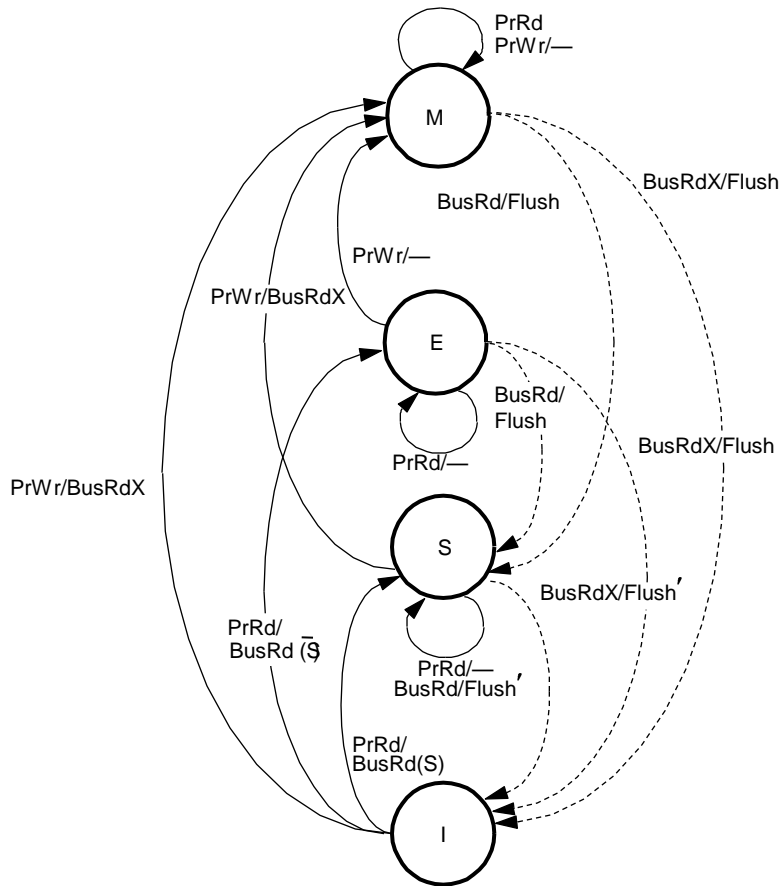 PrRd
PrWr/—
M
BusRdX/Flush
BusRd/Flush
PrWr/—
PrWr/BusRdX
E
BusRd/
Flush
BusRdX/Flush
PrRd/—
PrWr/BusRdX
S
BusRdX/Flush′
PrRd/
BusRd (S̅)
PrRd/—
BusRd/Flush′
PrRd/
BusRd(S)
I